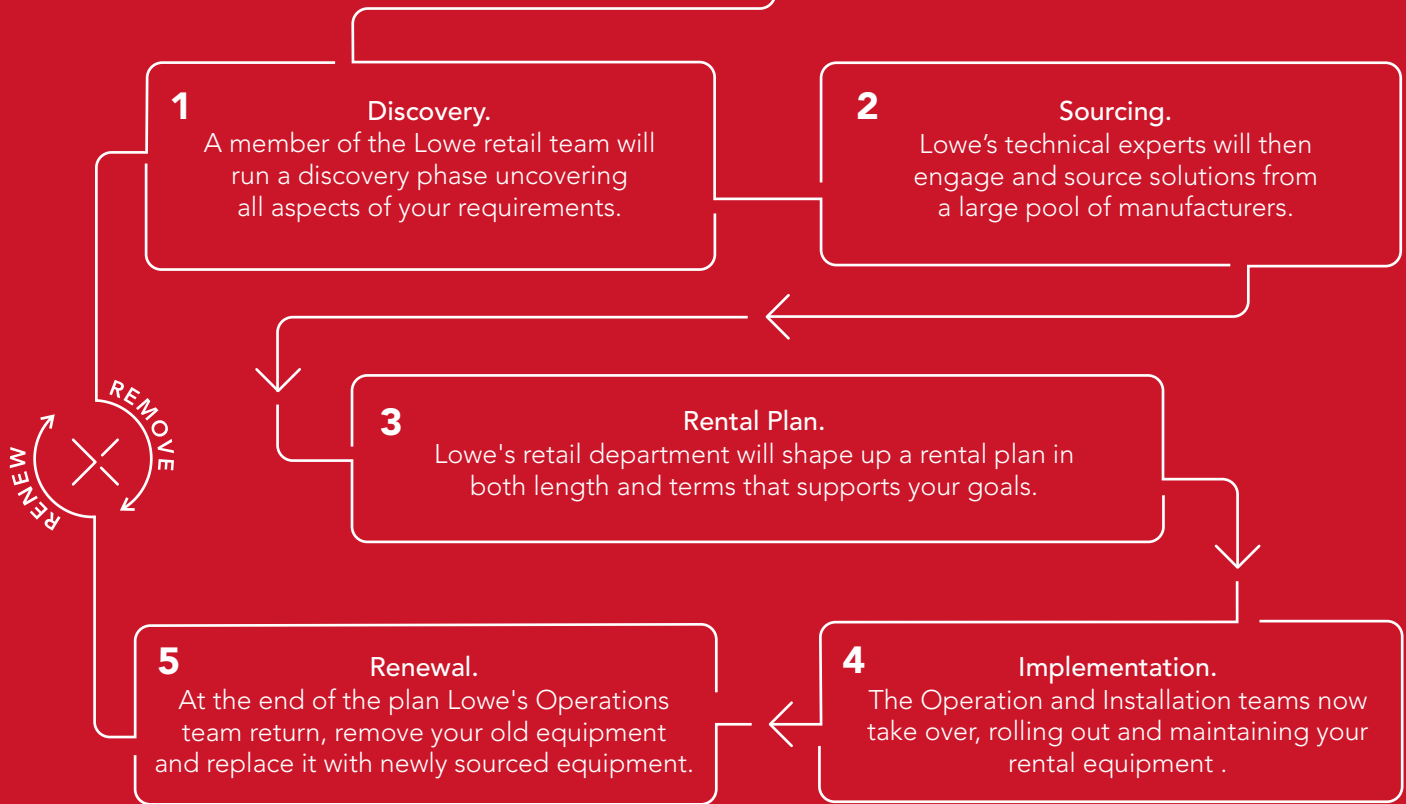 1
Discovery.
A member of the Lowe retail team will
run a discovery phase uncovering
all aspects of your requirements.
2
Sourcing.
Lowe’s technical experts will then
engage and source solutions from
a large pool of manufacturers.
3
Rental Plan.
Lowe's retail department will shape up a rental plan in
both length and terms that supports your goals.
REMOVE
RENEW
4
Implementation.
The Operation and Installation teams now
take over, rolling out and maintaining your
rental equipment .
5
Renewal.
At the end of the plan Lowe's Operations
team return, remove your old equipment
and replace it with newly sourced equipment.